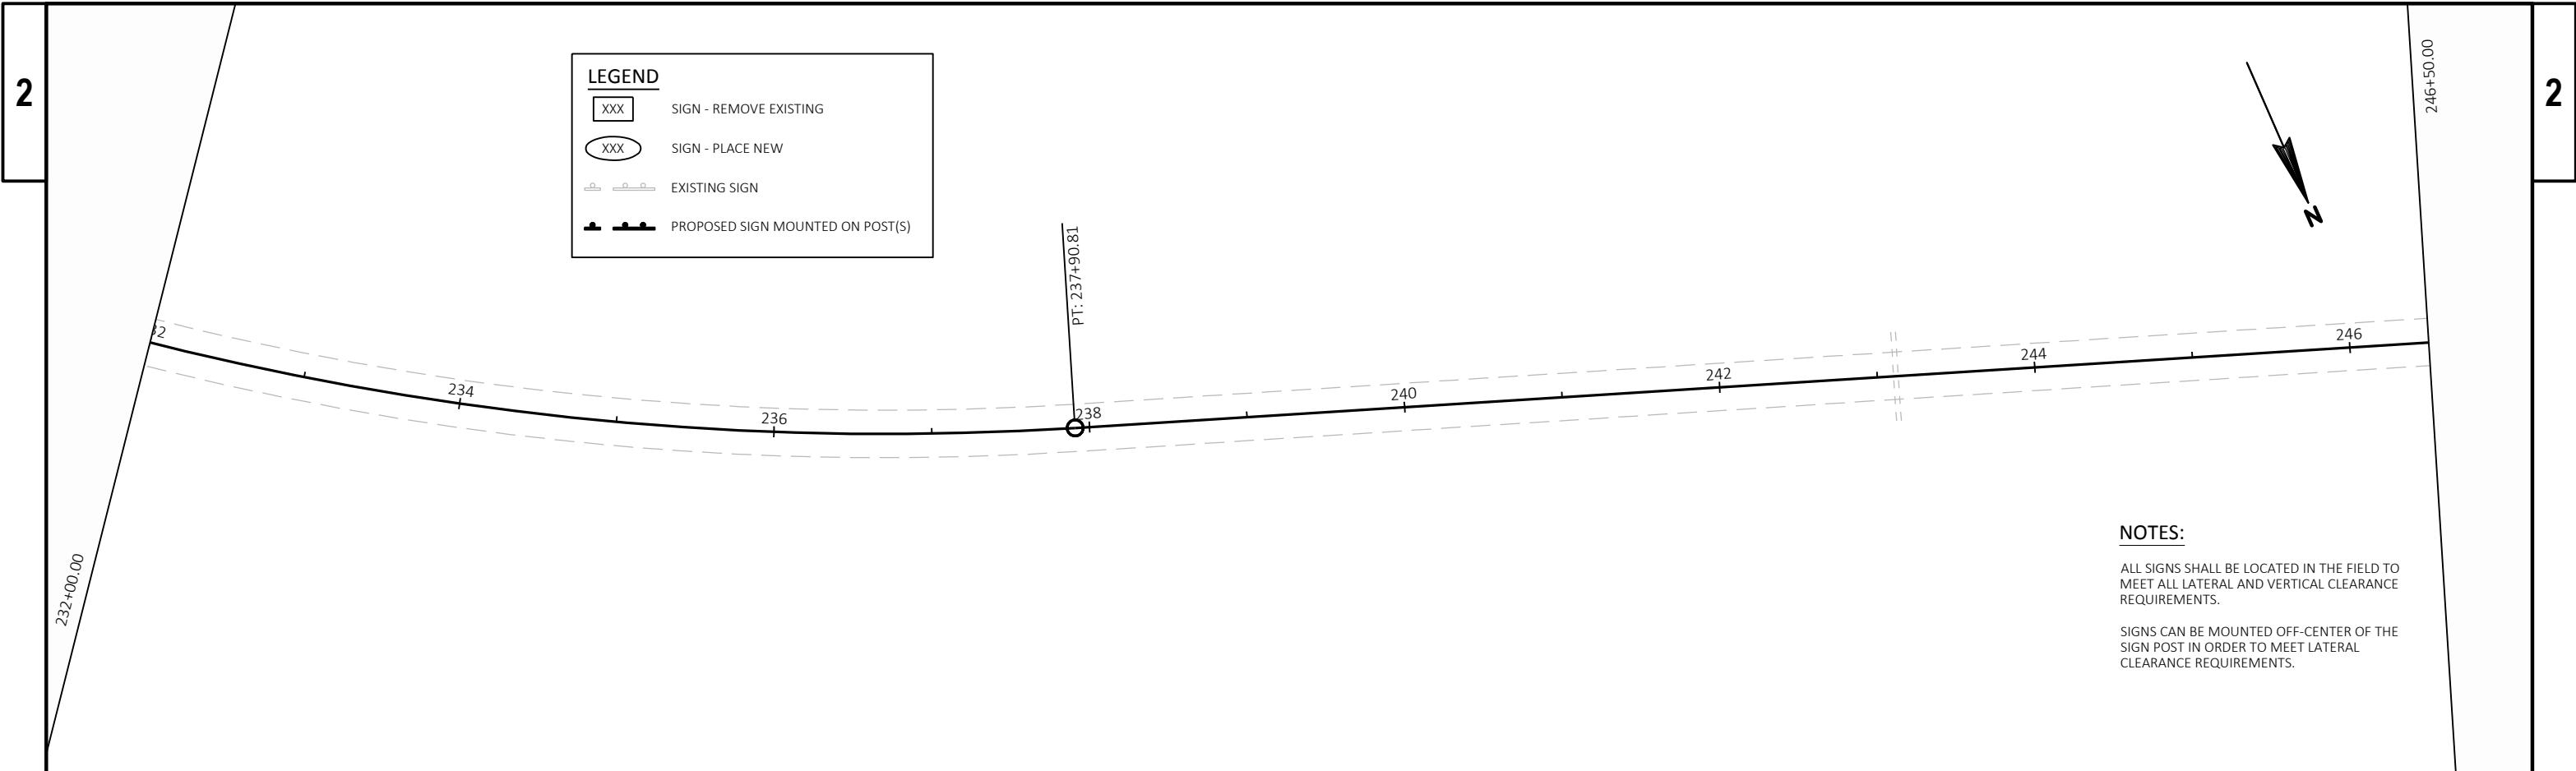 2
2
LEGEND
XXX SIGN - REMOVE EXISTING
XXX SIGN - PLACE NEW
EXISTING SIGN
PROPOSED SIGN MOUNTED ON POST(S)
246+50.00
N
PT: 237+90.81
32
234
236
238
240
242
244
246
232+00.00
NOTES:
ALL SIGNS SHALL BE LOCATED IN THE FIELD TO
MEET ALL LATERAL AND VERTICAL CLEARANCE
REQUIREMENTS.
SIGNS CAN BE MOUNTED OFF-CENTER OF THE
SIGN POST IN ORDER TO MEET LATERAL
CLEARANCE REQUIREMENTS.